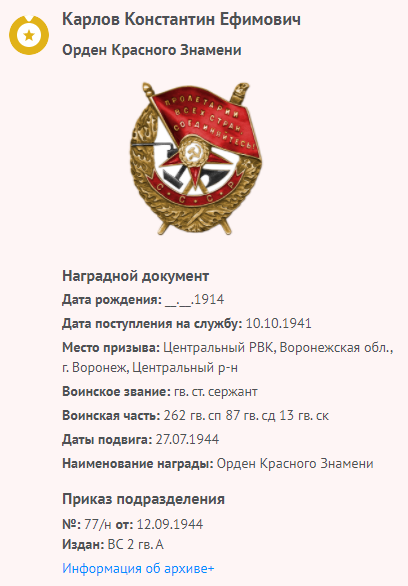 Карлов Константин Ефимович
Орден Красного Знамени
ПРОЛЕТАРИИ
ВСЕХ СТРАН
СОЕДИНЯЙТЕСЬ!
СССР
Наградной документ
Дата рождения: __.__.1914
Дата поступления на службу: 10.10.1941
Место призыва: Центральный РВК, Воронежская обл.,
г. Воронеж, Центральный р-н
Воинское звание: гв. ст. сержант
Воинская часть: 262 гв. сп 87 гв. сд 13 гв. ск
Даты подвига: 27.07.1944
Наименование награды: Орден Красного Знамени
Приказ подразделения
№: 77/н от: 12.09.1944
Издан: ВС 2 гв. А
Информация об архиве+